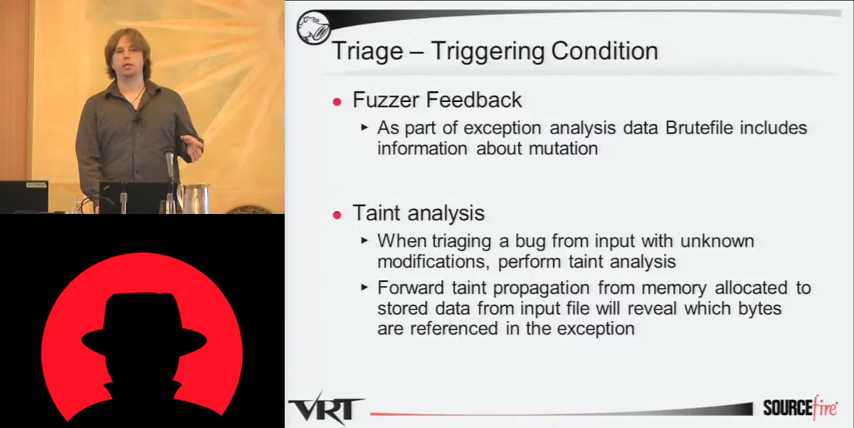 Triage – Triggering Condition
Fuzzer Feedback
As part of exception analysis data Brutefile includes
information about mutation
Taint analysis
When triaging a bug from input with unknown
modifications, perform taint analysis
Forward taint propagation from memory allocated to
stored data from input file will reveal which bytes
are referenced in the exception
VRT
SOURCEfire